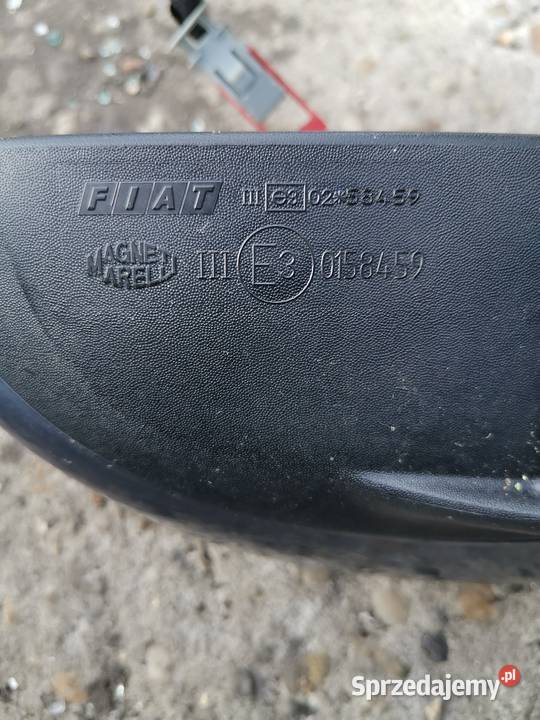 FIAT III e3 02*58459
MAGNETI MARELLI III E3 0158459
Sprzedajemy.pl